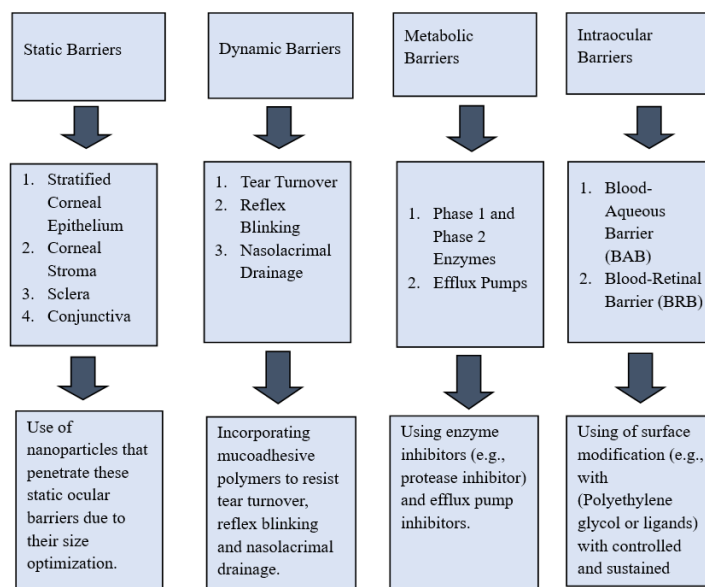 Static Barriers
Dynamic Barriers
Metabolic
Barriers
Intraocular
Barriers
1. Stratified
Corneal
Epithelium
2. Corneal
Stroma
3. Sclera
4. Conjunctiva
1. Tear Turnover
2. Reflex
Blinking
3. Nasolacrimal
Drainage
1. Phase 1 and
Phase 2
Enzymes
2. Efflux Pumps
1. Blood-
Aqueous
Barrier
(BAB)
2. Blood-Retinal
Barrier (BRB)
Use of
nanoparticles that
penetrate these
static ocular
barriers due to
their size
optimization.
Incorporating
mucoadhesive
polymers to resist
tear turnover,
reflex blinking
and nasolacrimal
drainage.
Using enzyme
inhibitors (e.g.,
protease inhibitor)
and efflux pump
inhibitors.
Using of surface
modification (e.g.,
with
(Polyethylene
glycol or ligands)
with controlled
and sustained